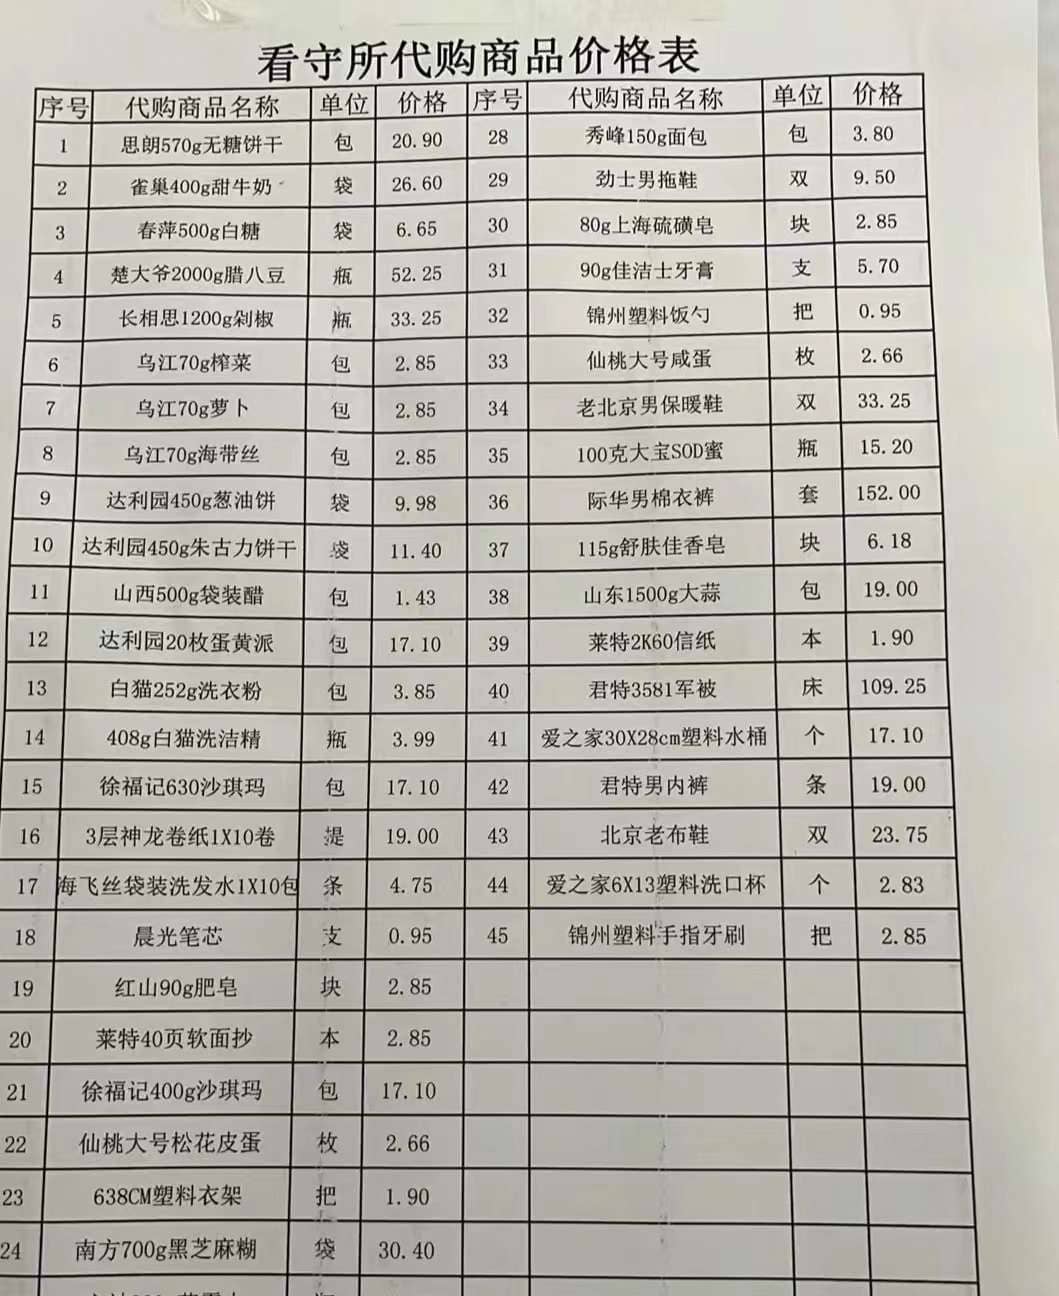 看守所代购商品价格表
序号 代购商品名称 单位 价格 序号 代购商品名称 单位 价格
1 思朗570g无糖饼干 包 20.90 28 秀峰150g面包 包 3.80
2 雀巢400g甜牛奶 袋 26.60 29 劲士男拖鞋 双 9.50
3 春萍500g白糖 袋 6.65 30 80g上海硫磺皂 块 2.85
4 楚大爷2000g腊八豆 瓶 52.25 31 90g佳洁士牙膏 支 5.70
5 长相思1200g剁椒 瓶 33.25 32 锦州塑料饭勺 把 0.95
6 乌江70g榨菜 包 2.85 33 仙桃大号咸蛋 枚 2.66
7 乌江70g萝卜 包 2.85 34 老北京男保暖鞋 双 33.25
8 乌江70g海带丝 包 2.85 35 100克大宝SOD蜜 瓶 15.20
9 达利园450g葱油饼 袋 9.98 36 际华男棉衣裤 套 152.00
10 达利园450g朱古力饼干 袋 11.40 37 115g舒肤佳香皂 块 6.18
11 山西500g袋装醋 包 1.43 38 山东1500g大蒜 包 19.00
12 达利园20枚蛋黄派 包 17.10 39 莱特2K60信纸 本 1.90
13 白猫252g洗衣粉 包 3.85 40 君特3581军被 床 109.25
14 408g白猫洗洁精 瓶 3.99 41 爱之家30X28cm塑料水桶 个 17.10
15 徐福记630沙琪玛 包 17.10 42 君特男内裤 条 19.00
16 3层神龙卷纸1X10卷 提 19.00 43 北京老布鞋 双 23.75
17 海飞丝袋装洗发水1X10包 条 4.75 44 爱之家6X13塑料洗口杯 个 2.83
18 晨光笔芯 支 0.95 45 锦州塑料手指牙刷 把 2.85
19 红山90g肥皂 块 2.85
20 莱特40页软面抄 本 2.85
21 徐福记400g沙琪玛 包 17.10
22 仙桃大号松花皮蛋 枚 2.66
23 638CM塑料衣架 把 1.90
24 南方700g黑芝麻糊 袋 30.40